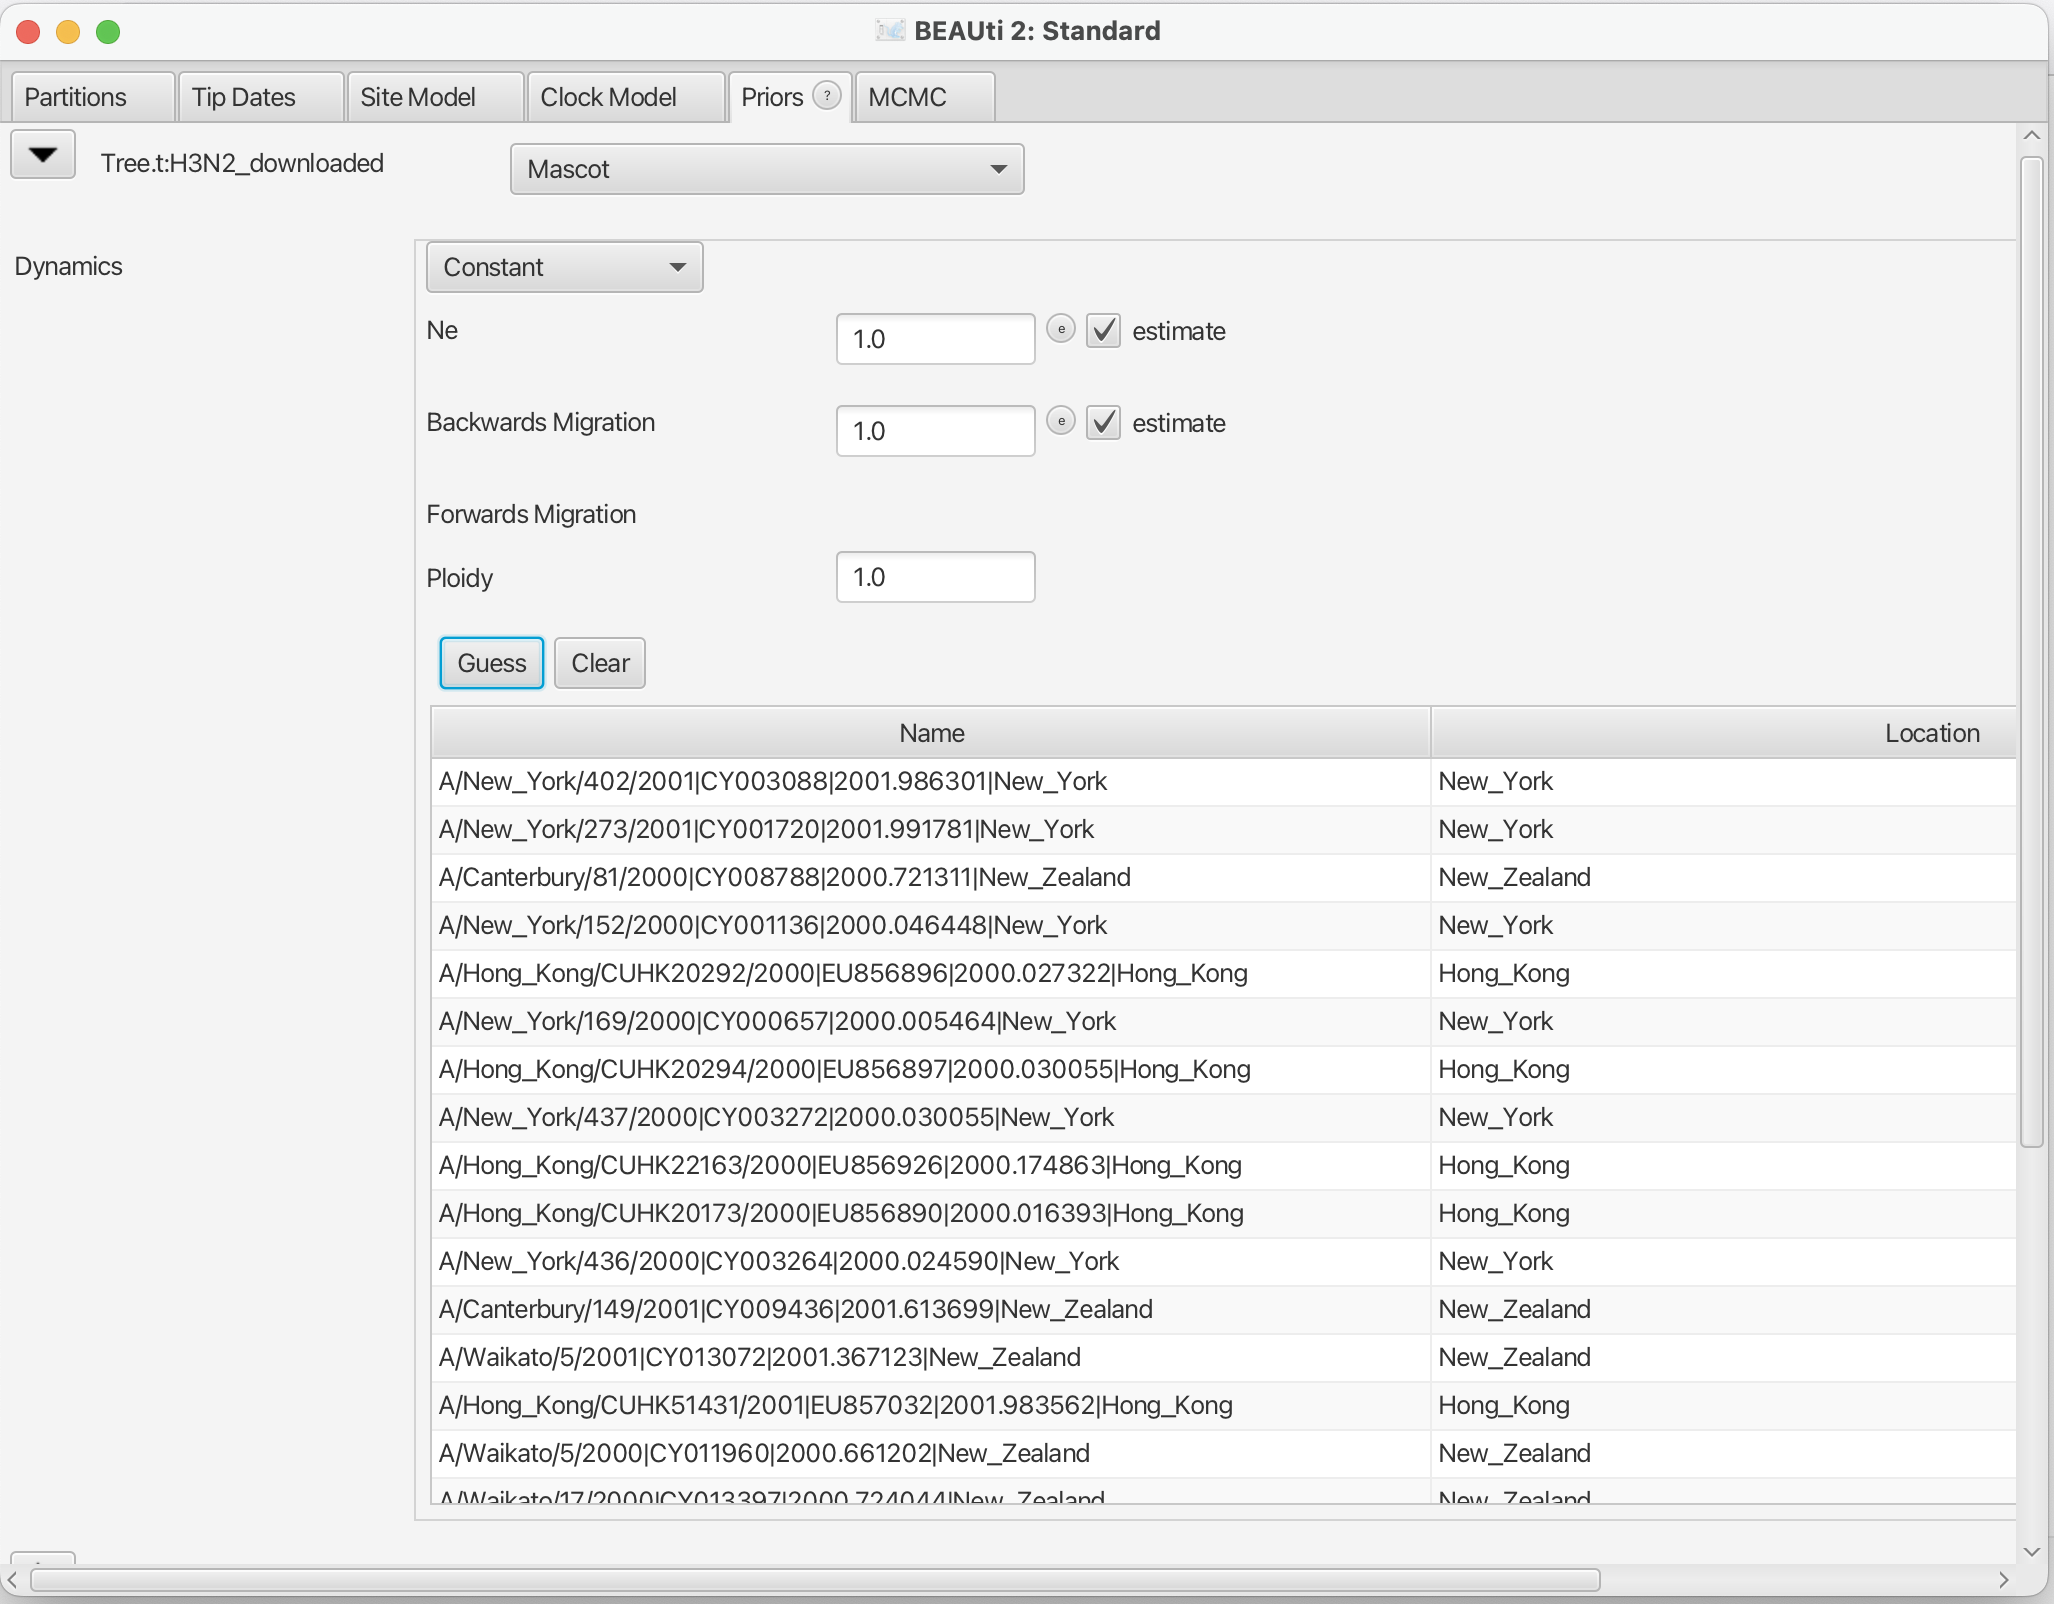 BEAUti 2: Standard
Partitions Tip Dates Site Model Clock Model Priors ? MCMC
Tree.t:H3N2_downloaded Mascot
Dynamics Constant
Ne 1.0 e estimate
Backwards Migration 1.0 e estimate
Forwards Migration
Ploidy 1.0
Guess Clear
Name Location
A/New_York/402/2001|CY003088|2001.986301|New_York New_York
A/New_York/273/2001|CY001720|2001.991781|New_York New_York
A/Canterbury/81/2000|CY008788|2000.721311|New_Zealand New_Zealand
A/New_York/152/2000|CY001136|2000.046448|New_York New_York
A/Hong_Kong/CUHK20292/2000|EU856896|2000.027322|Hong_Kong Hong_Kong
A/New_York/169/2000|CY000657|2000.005464|New_York New_York
A/Hong_Kong/CUHK20294/2000|EU856897|2000.030055|Hong_Kong Hong_Kong
A/New_York/437/2000|CY003272|2000.030055|New_York New_York
A/Hong_Kong/CUHK22163/2000|EU856926|2000.174863|Hong_Kong Hong_Kong
A/Hong_Kong/CUHK20173/2000|EU856890|2000.016393|Hong_Kong Hong_Kong
A/New_York/436/2000|CY003264|2000.024590|New_York New_York
A/Canterbury/149/2001|CY009436|2001.613699|New_Zealand New_Zealand
A/Waikato/5/2001|CY013072|2001.367123|New_Zealand New_Zealand
A/Hong_Kong/CUHK51431/2001|EU857032|2001.983562|Hong_Kong Hong_Kong
A/Waikato/5/2000|CY011960|2000.661202|New_Zealand New_Zealand
A/Waikato/17/2000|CY013397|2000.724044|New_Zealand New_Zealand